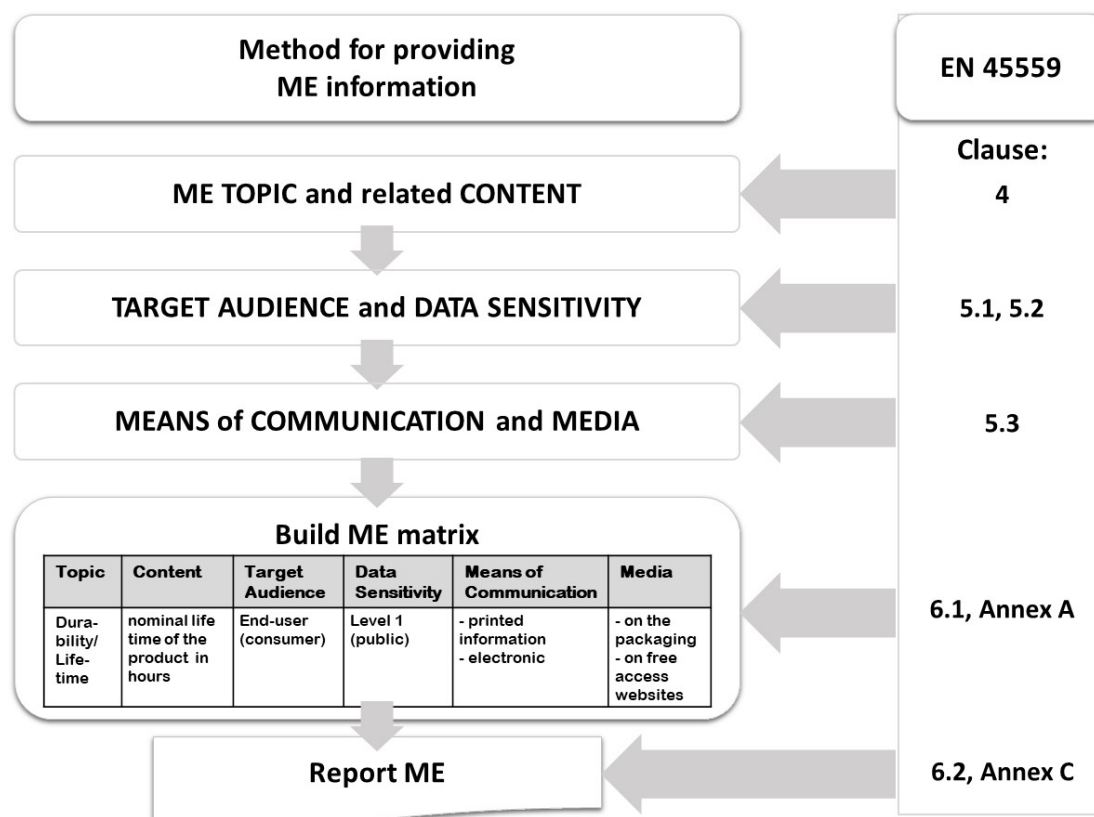 Method for providing
ME information
EN 45559
Clause:
ME TOPIC and related CONTENT
4
TARGET AUDIENCE and DATA SENSITIVITY
5.1, 5.2
MEANS of COMMUNICATION and MEDIA
5.3
Build ME matrix
Topic
Content
Target
Audience
Data
Sensitivity
Means of
Communication
Media
Dura-
bility/
Life-
time
nominal life
time of the
product in
hours
End-user
(consumer)
Level 1
(public)
- printed
information
- electronic
- on the
packaging
- on free
access
websites
6.1, Annex A
Report ME
6.2, Annex C